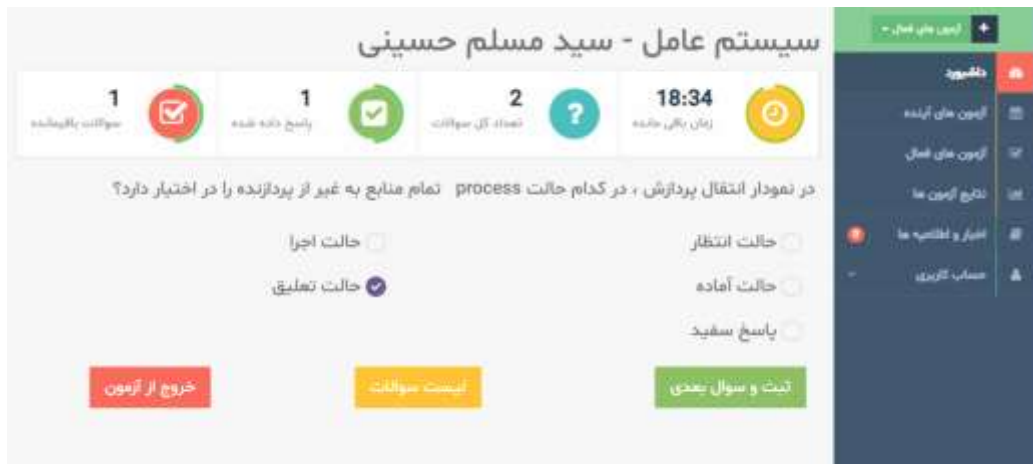 آزمون های فعال
داشبورد
آزمون های آینده
آزمون های فعال
نتایج آزمون ها
اخبار و اطلاعیه ها
حساب کاربری
سیستم عامل - سید مسلم حسینی
18:34
زمان باقی مانده
2
تعداد کل سوالات
1
پاسخ داده شده
1
سوالات باقیمانده
در نمودار انتقال پردازش ، در کدام حالت process تمام منابع به غیر از پردازنده را در اختیار دارد؟
حالت انتظار
حالت اجرا
حالت آماده
حالت تعلیق
پاسخ سفید
ثبت و سوال بعدی
لیست سوالات
خروج از آزمون